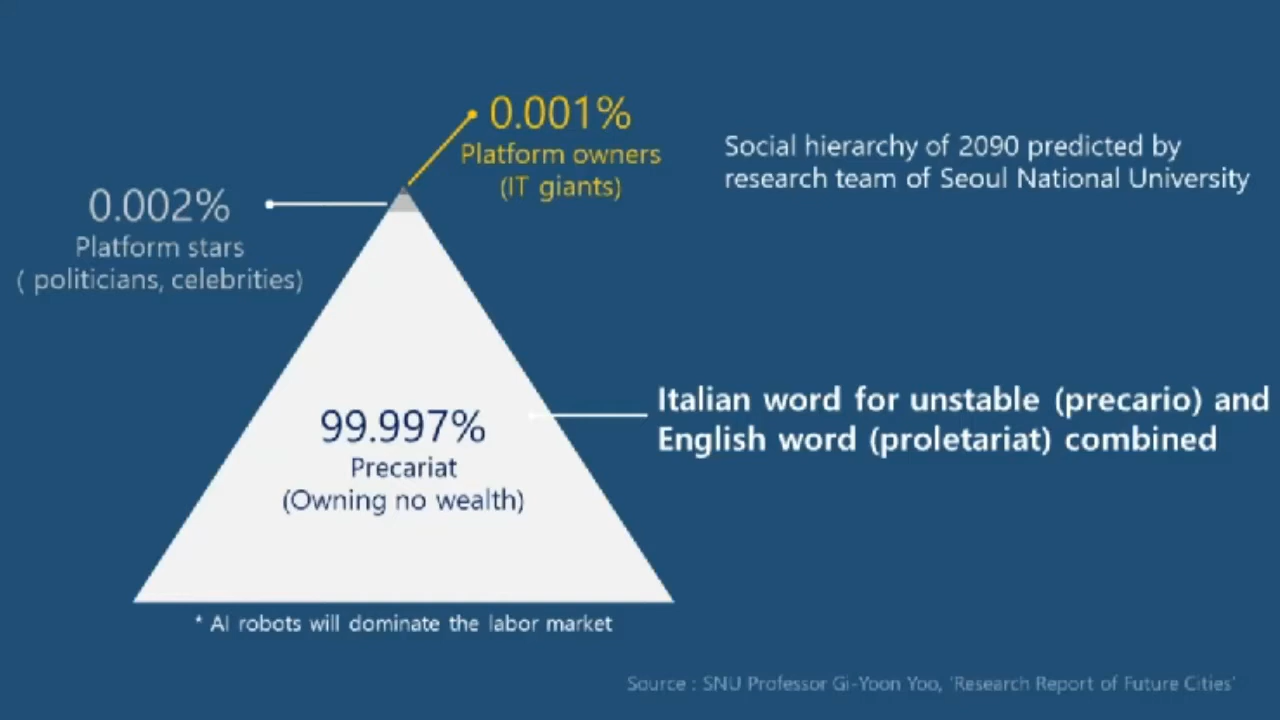 0.001%
Platform owners
(IT giants)
Social hierarchy of 2090 predicted by
research team of Seoul National University
0.002%
Platform stars
( politicians, celebrities)
99.997%
Precariat
(Owning no wealth)
Italian word for unstable (precario) and
English word (proletariat) combined
* AI robots will dominate the labor market
Source : SNU Professor Gi-Yoon Yoo, 'Research Report of Future Cities'